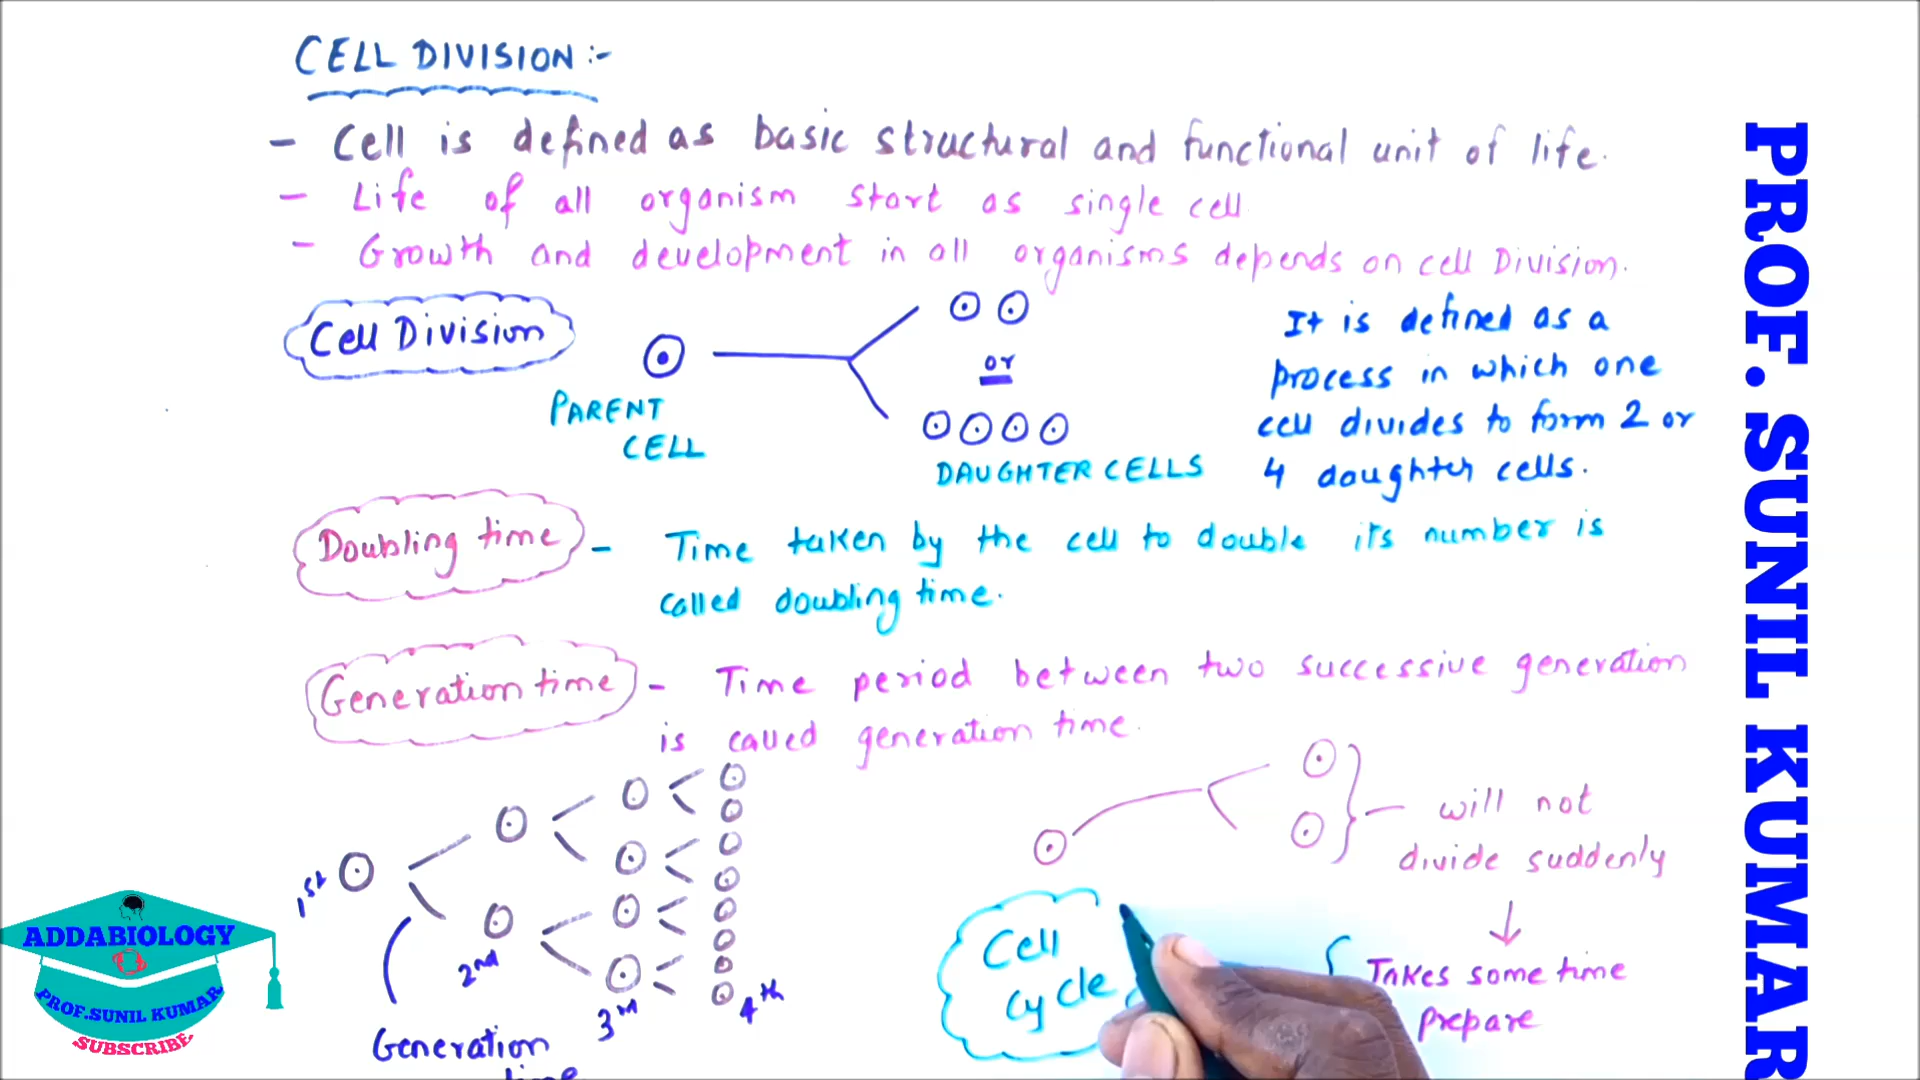 CELL DIVISION :-
- Cell is defined as basic structural and functional unit of life.
- Life of all organism start as single cell
- Growth and development in all organisms depends on cell Division.
Cell Division
PARENT
CELL
or
DAUGHTER CELLS
It is defined as a
process in which one
cell divides to form 2 or
4 daughter cells.
Doubling time - Time taken by the cell to double its number is
called doubling time.
Generation time - Time period between two successive generation
is called generation time.
1st
2nd
3rd
4th
Generation
time
will not
divide suddenly
Takes some time
prepare
Cell
Cycle
ADDABIOLOGY
PROF.SUNIL KUMAR
SUBSCRIBE
PROF. SUNIL KUMAR